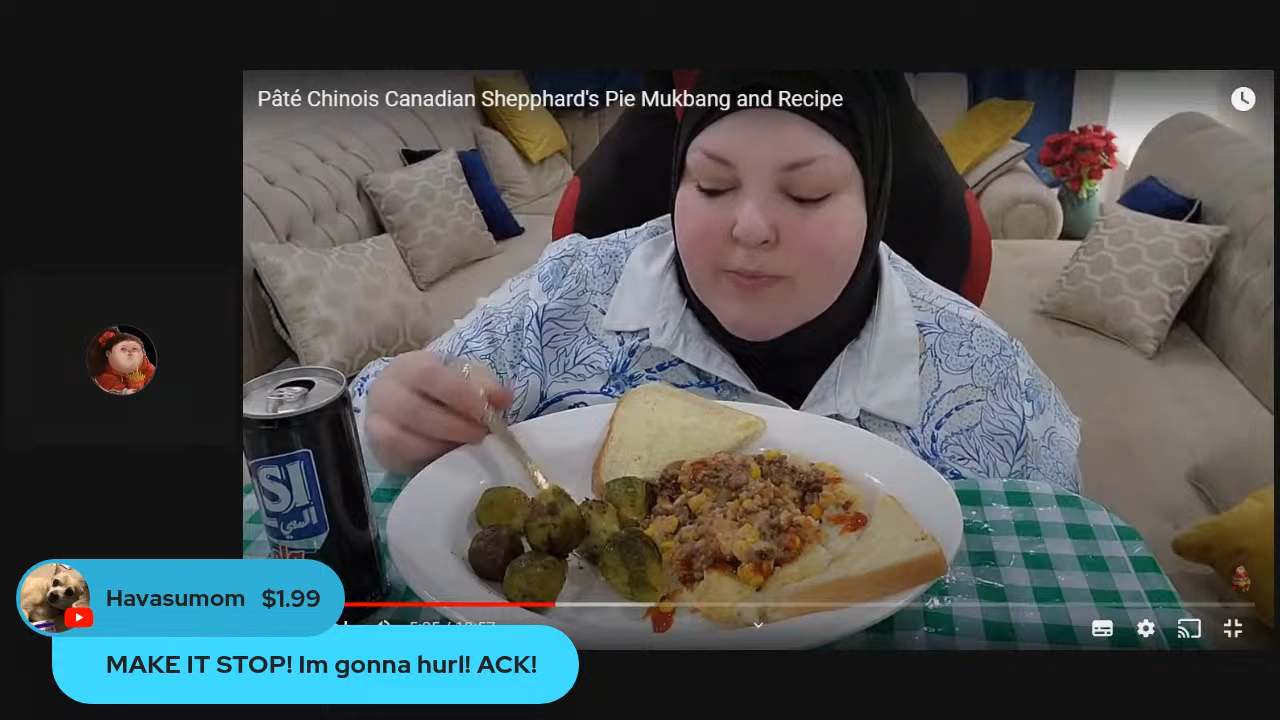 Pâté Chinois Canadian Shepphard's Pie Mukbang and Recipe
SI
السي
Havasumom $1.99
MAKE IT STOP! Im gonna hurl! ACK!